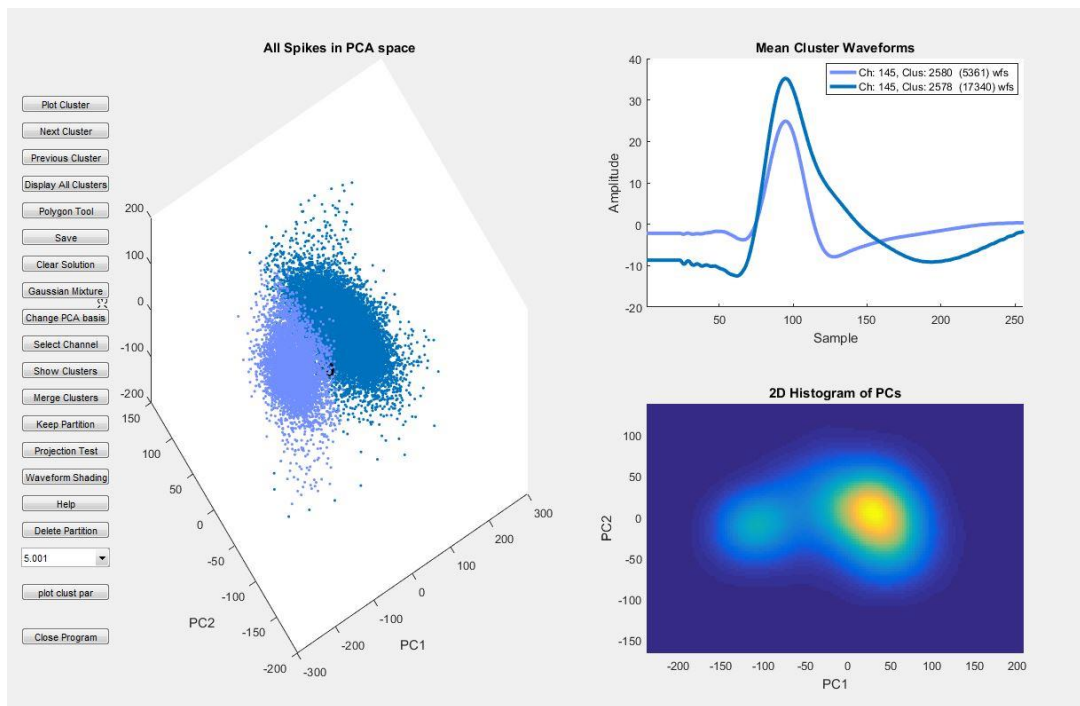 All Spikes in PCA space
Plot Cluster
Next Cluster
Previous Cluster
Display All Clusters
Polygon Tool
Save
Clear Solution
Gaussian Mixture
Change PCA basis
Select Channel
Show Clusters
Merge Clusters
Keep Partition
Projection Test
Waveform Shading
Help
Delete Partition
5.001
plot clust par
Close Program
200
100
0
-100
-200
150
100
50
0
-50
-100
-150
-200
PC2
-300
-200
-100
0
100
200
300
PC1
Mean Cluster Waveforms
Ch: 145, Clus: 2580 (5361) wfs
Ch: 145, Clus: 2578 (17340) wfs
40
30
20
10
0
-10
-20
Amplitude
50 100 150 200 250
Sample
2D Histogram of PCs
100
50
0
-50
-100
-150
PC2
-200 -150 -100 -50 0 50 100 150 200
PC1